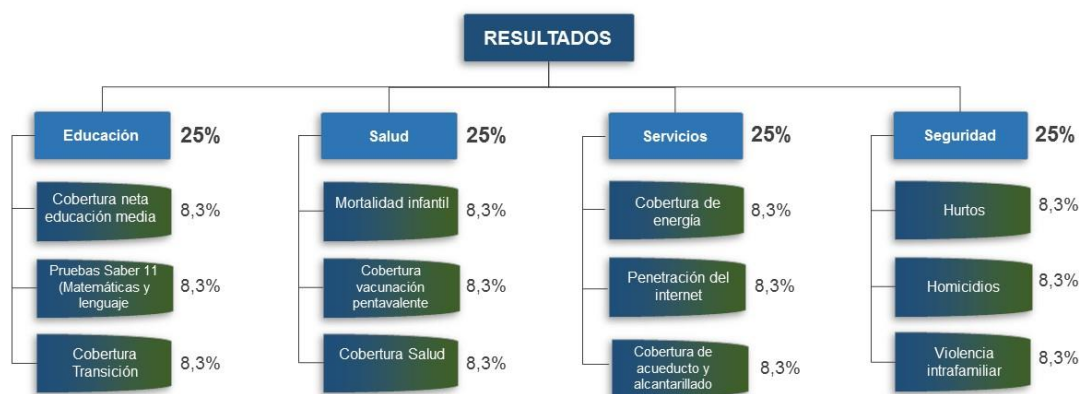 RESULTADOS
Educación
25%
Cobertura neta
educación media
8,3%
Pruebas Saber 11
(Matemáticas y
lenguaje
8,3%
Cobertura
Transición
8,3%
Salud
25%
Mortalidad infantil
8,3%
Cobertura
vacunación
pentavalente
8,3%
Cobertura Salud
8,3%
Servicios
25%
Cobertura de
energía
8,3%
Penetración del
internet
8,3%
Cobertura de
acueducto y
alcantarillado
8,3%
Seguridad
25%
Hurtos
8,3%
Homicidios
8,3%
Violencia
intrafamiliar
8,3%